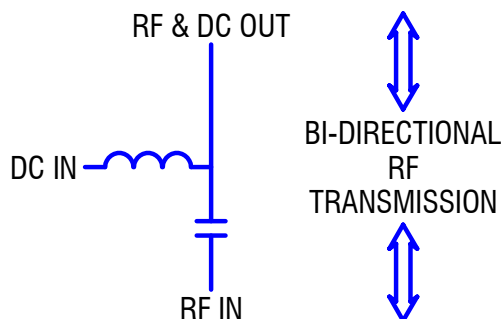 RF & DC OUT
BI-DIRECTIONAL
RF
TRANSMISSION
DC IN
RF IN